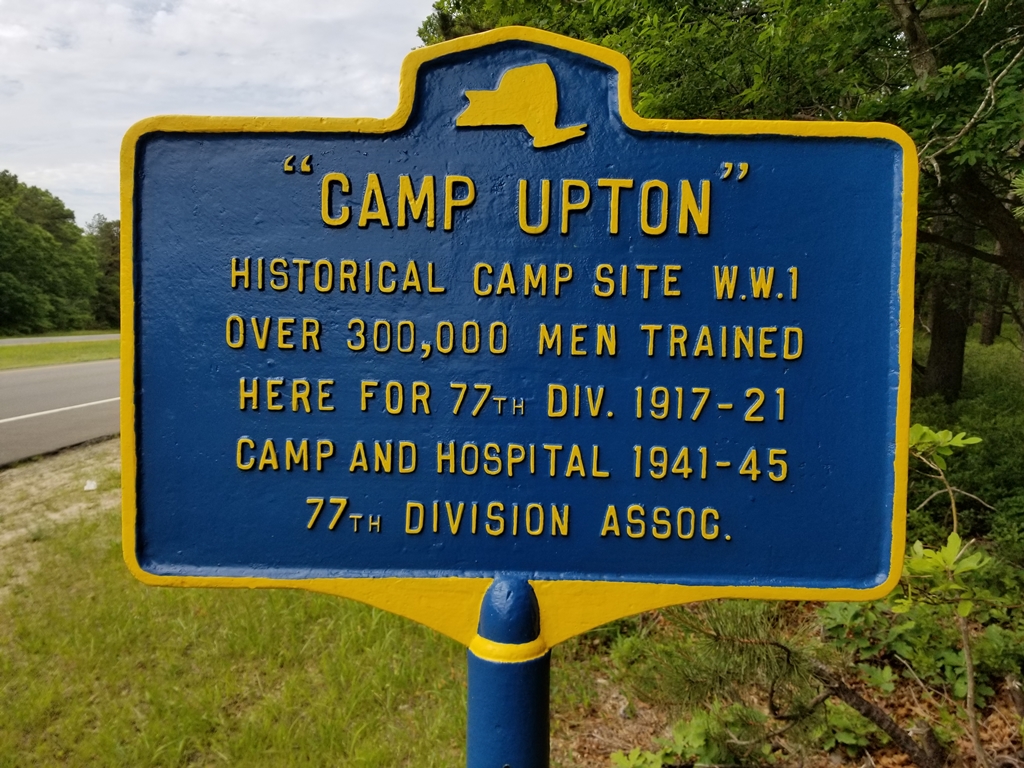 "CAMP UPTON"
HISTORICAL CAMP SITE W.W.1
OVER 300,000 MEN TRAINED
HERE FOR 77TH DIV. 1917-21
CAMP AND HOSPITAL 1941-45
77TH DIVISION ASSOC.